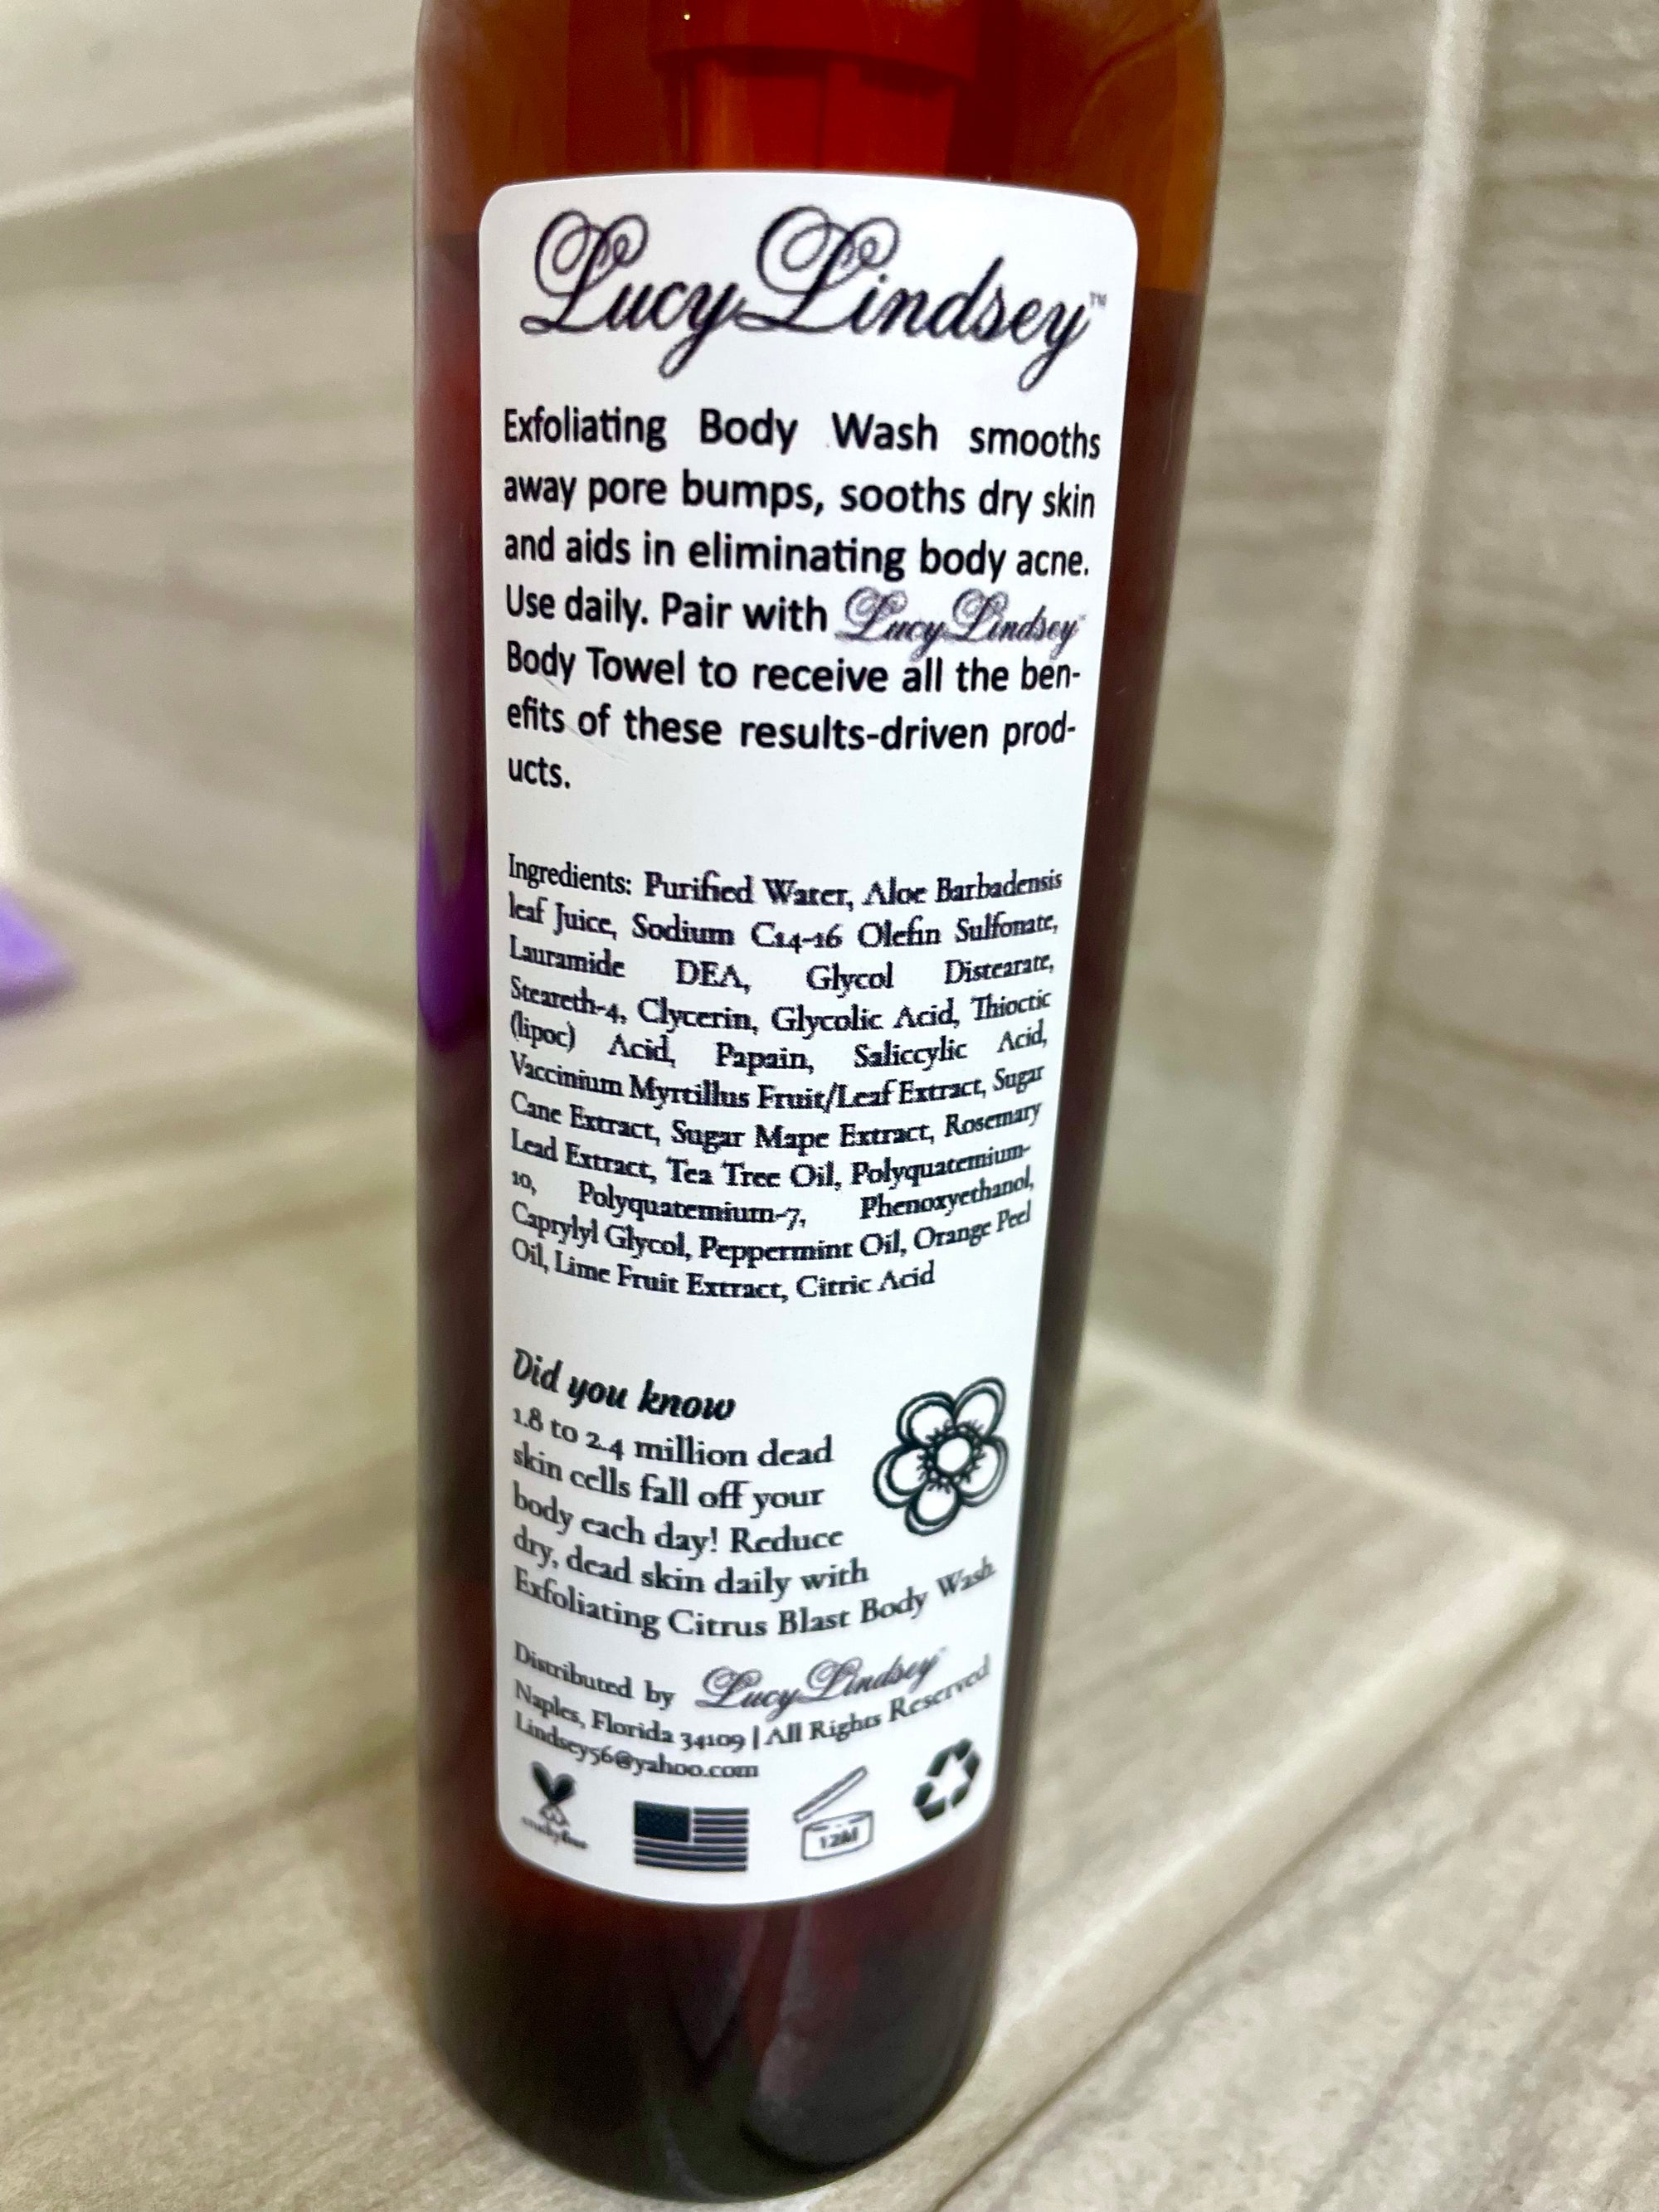 Lucy Lindsey™
Exfoliating Body Wash smooths
away pore bumps, sooths dry skin
and aids in eliminating body acne.
Use daily. Pair with Lucy Lindsey™
Body Towel to receive all the ben-
efits of these results-driven prod-
ucts.
Ingredients: Purified Water, Aloe Barbadensis
leaf Juice, Sodium C14-16 Olefin Sulfonate,
Lauramide DEA, Glycol Distearate,
Steareth-4, Clycerin, Glycolic Acid, Thioctic
(lipoc) Acid, Papain, Saliccylic Acid,
Vaccinium Myrtillus Fruit/Leaf Extract, Sugar
Cane Extract, Sugar Mape Extract, Rosemary
Lead Extract, Tea Tree Oil, Polyquatemium-
10, Polyquatemium-7, Phenoxyethanol,
Caprylyl Glycol, Peppermint Oil, Orange Peel
Oil, Lime Fruit Extract, Citric Acid
Did you know
1.8 to 2.4 million dead
skin cells fall off your
body each day! Reduce
dry, dead skin daily with
Exfoliating Citrus Blast Body Wash.
Distributed by Lucy Lindsey™
Naples, Florida 34109 | All Rights Reserved
Lindsey56@yahoo.com
crueltyfree
12M